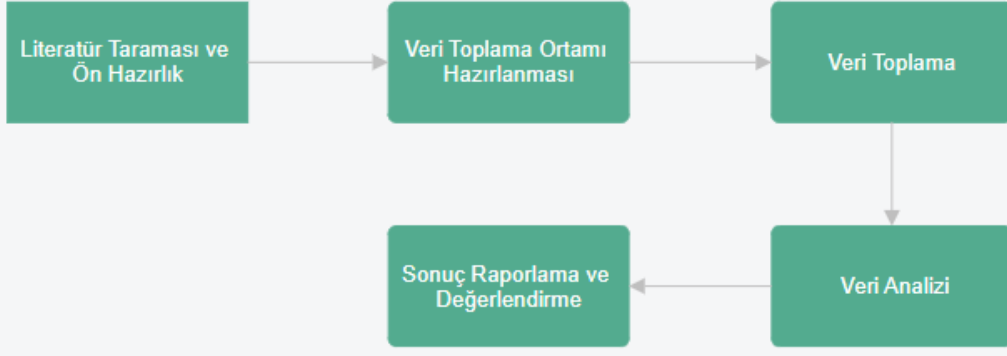 Literatür Taraması ve
Ön Hazırlık
Veri Toplama Ortamı
Hazırlanması
Veri Toplama
Veri Analizi
Sonuç Raporlama ve
Değerlendirme